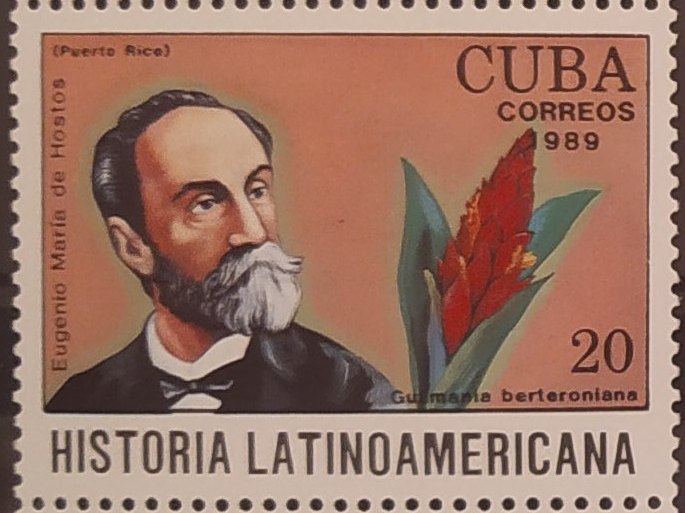 (Puerto Rico)
Eugenio María de Hostos
CUBA
CORREOS
1989
20
Guzmania berteroniana
HISTORIA LATINOAMERICANA